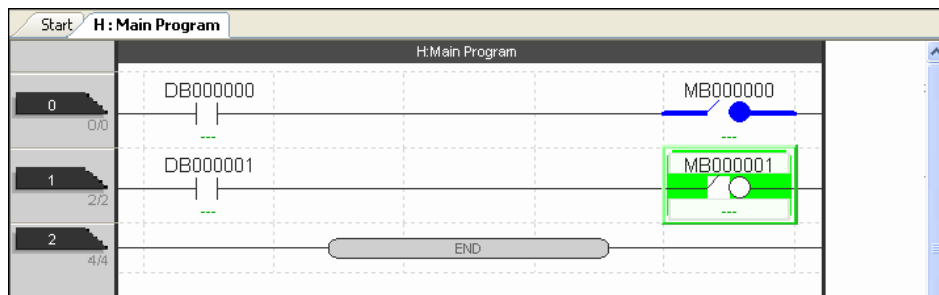 Start H : Main Program
H:Main Program
DB000000 MB000000
0
0/0
--- ---
DB000001 MB000001
1
2/2
--- ---
2
END
4/4